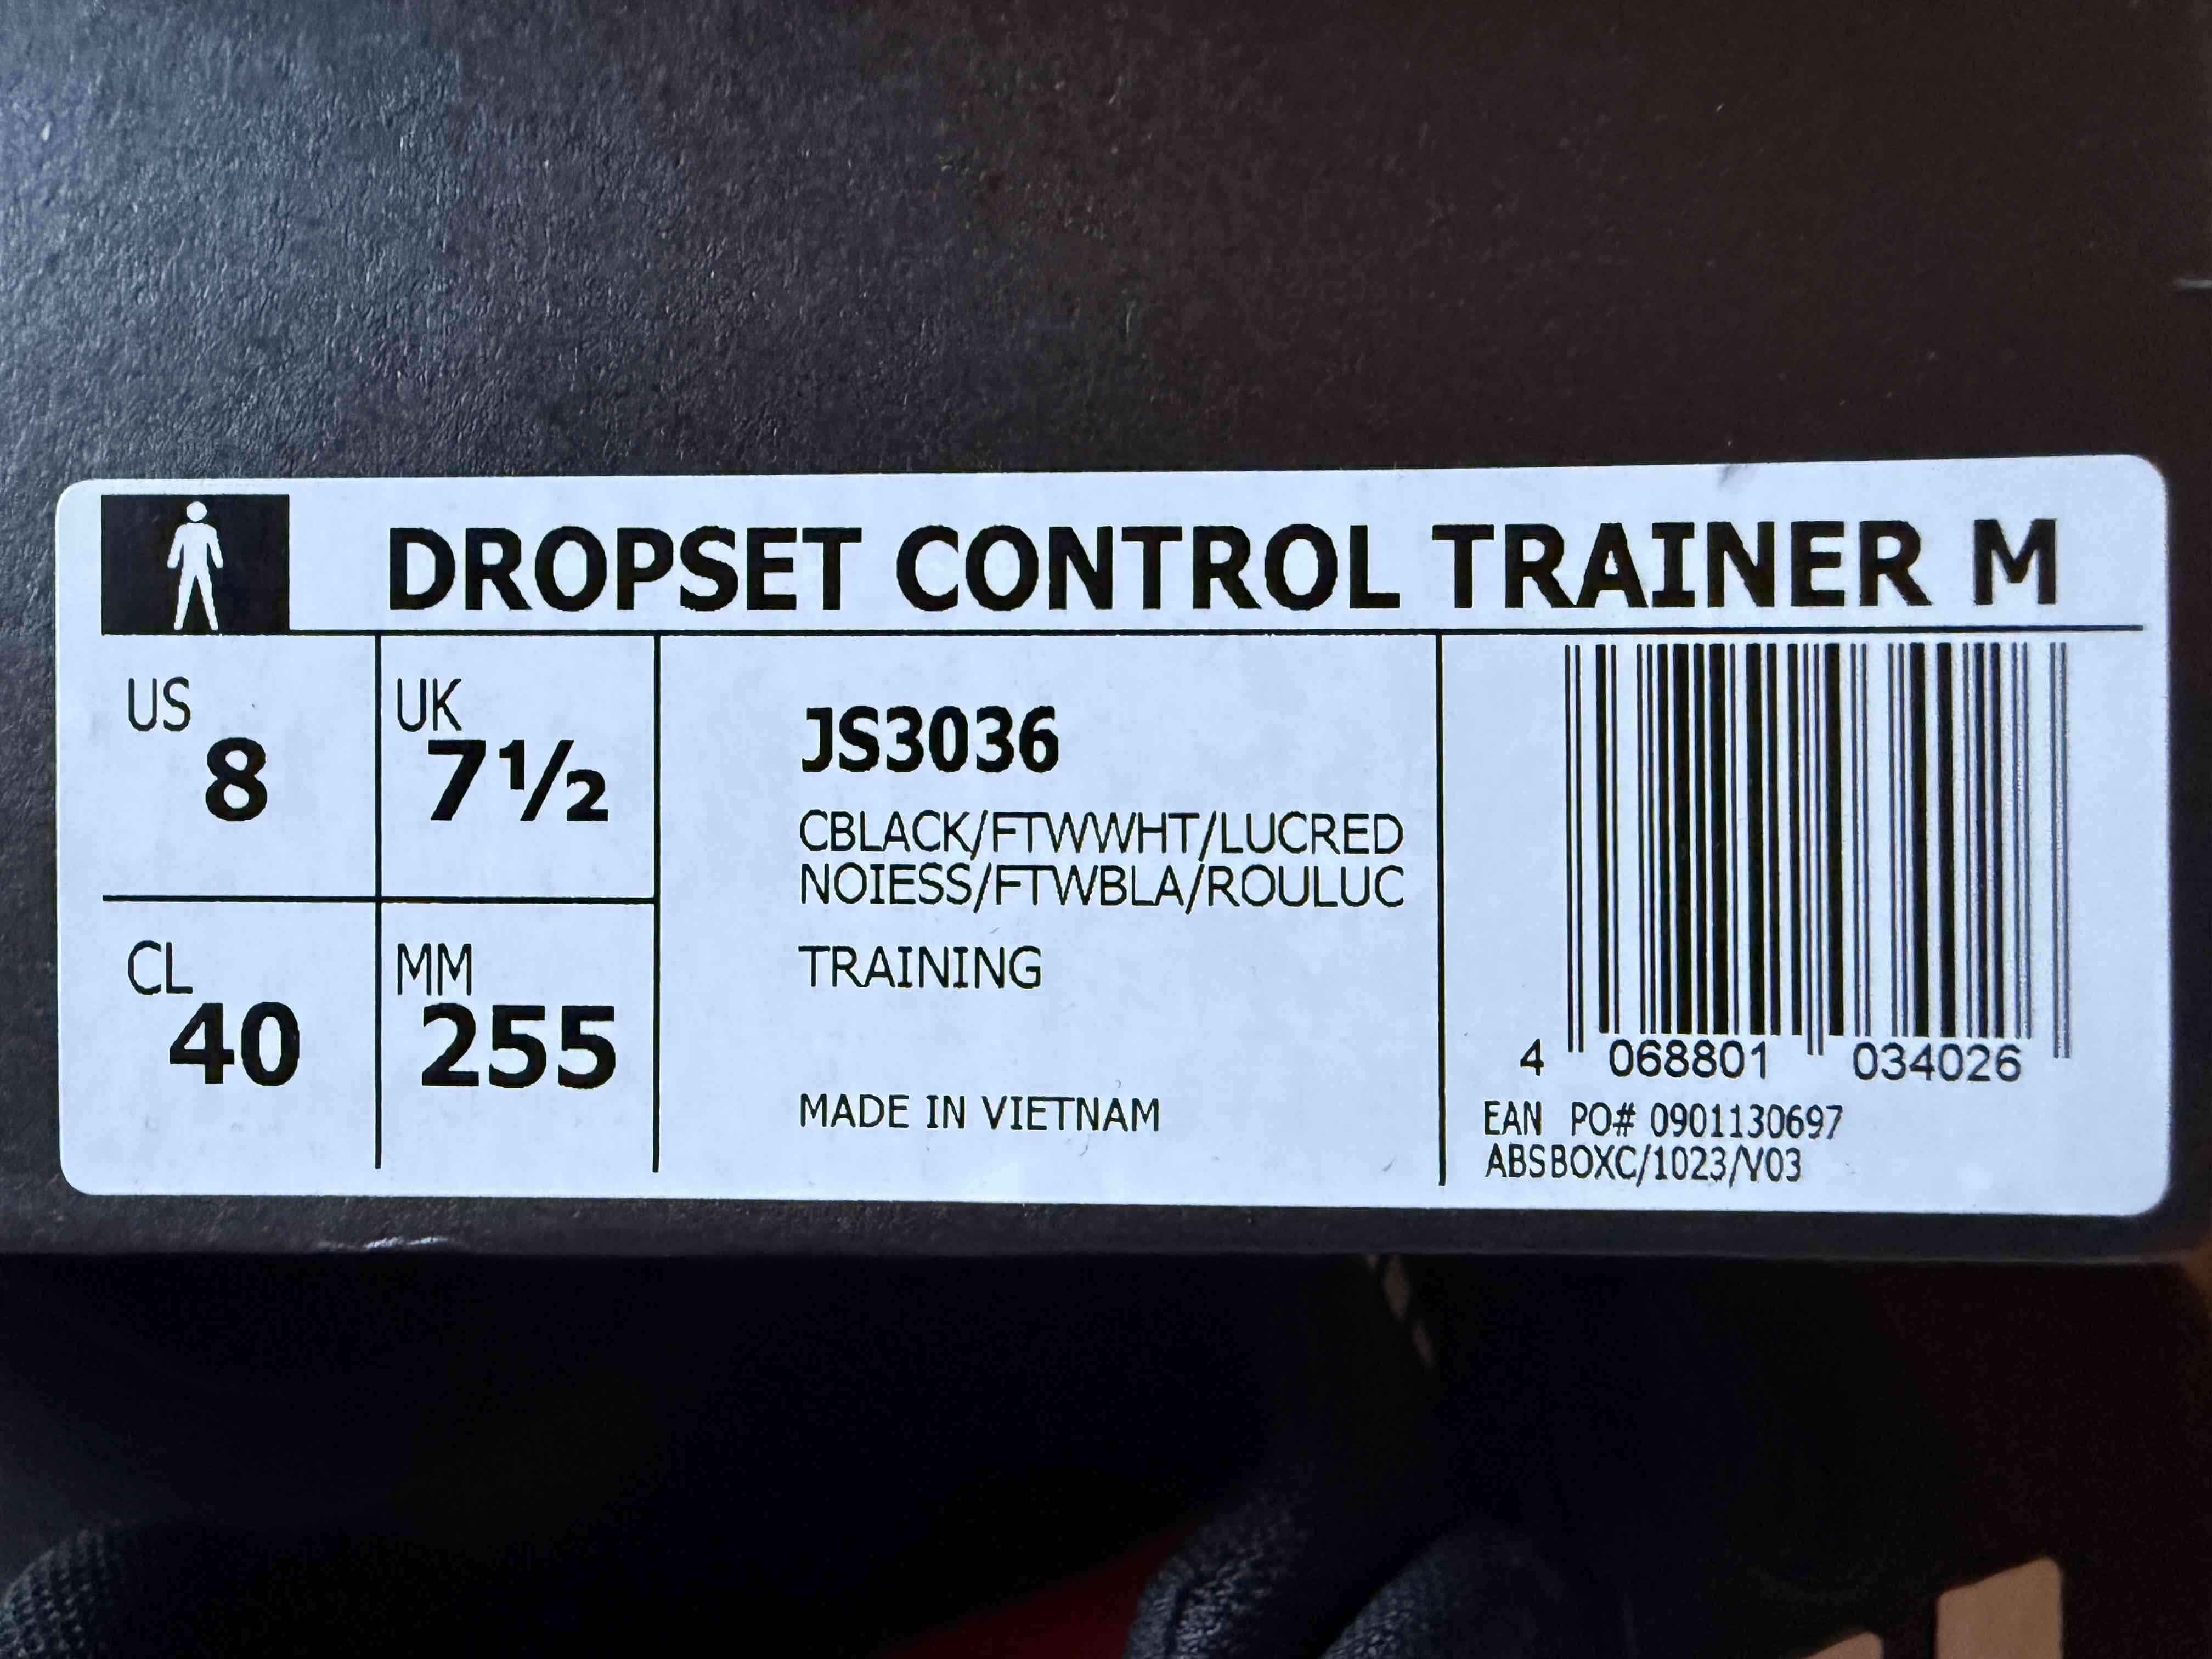 DROPSET CONTROL TRAINER M
US
8
UK
7½
CL
40
MM
255
JS3036
CBLACK/FTWWHT/LUCRED
NOIESS/FTWBLA/ROULUC
TRAINING
MADE IN VIETNAM
4 068801 034026
EAN PO# 0901130697
ABSBOXC/1023/V03